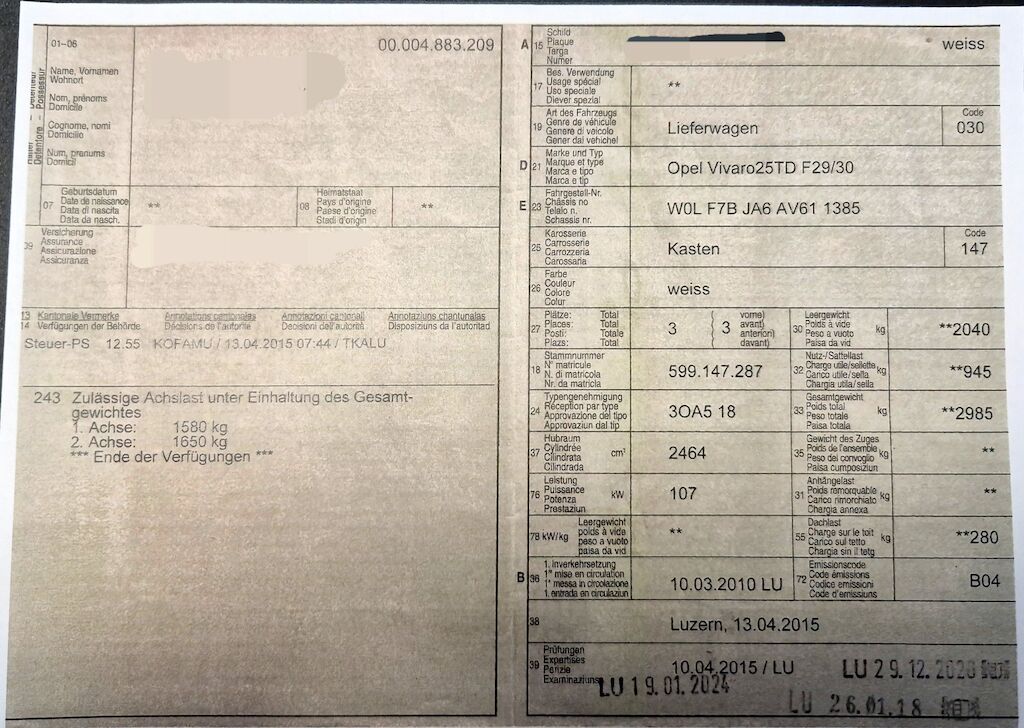 01-06
00.004.883.209
Name, Vornamen
Wohnort
Nom, prénoms
Domicile
Cognome, nomi
Domicilio
Num, prenums
Domicil
07 Geburtsdatum
Date de naissance
Data di nascita
Data da nasch.
**
08 Heimatstaat
Pays d'origine
Paese d'origine
Stadi d'origin
**
09 Versicherung
Assurance
Assicurazione
Assicuranza
13 Kantonale Vermerke Annotations cantonales Annotazioni cantonali Annotaziuns chantunalas
14 Verfügungen der Behörde Décisions de l'autorité Decisioni dell'autorità Disposiziuns da l'autoritad
Steuer-PS 12.55 KOFAMU / 13.04.2015 07:44 / TKALU
243 Zulässige Achslast unter Einhaltung des Gesamt-
gewichtes
1. Achse: 1580 kg
2. Achse: 1650 kg
*** Ende der Verfügungen ***
A 15 Schild
Plaque
Targa
Numer
weiss
17 Bes. Verwendung
Usage spécial
Uso speciale
Diever spezial
**
19 Art des Fahrzeugs
Genre de véhicule
Genere di veicolo
Gener dal vehichel
Lieferwagen
Code
030
D 21 Marke und Typ
Marque et type
Marca e tipo
Marca e tip
Opel Vivaro25TD F29/30
E 23 Fahrgestell-Nr.
Châssis no
Telaio n.
Schassis nr.
W0L F7B JA6 AV61 1385
25 Karosserie
Carrosserie
Carrozzeria
Carossaria
Kasten
Code
147
26 Farbe
Couleur
Colore
Colur
weiss
27 Plätze: Total
Places: Total
Posti: Totale
Plazs: Total
3 ( 3 vorne)
avant)
anteriori)
davant)
30 Leergewicht
Poids à vide
Peso a vuoto
Paisa da vid
kg
**2040
18 Stammnummer
N° matricule
N. di matricola
Nr. da matricla
599.147.287
32 Nutz-/Sattellast
Charge utile/sellette
Carico utile/sella
Chargia utila/sella
kg
**945
24 Typengenehmigung
Réception par type
Approvazione del tipo
Approvaziun dal tip
3OA5 18
33 Gesamtgewicht
Poids total
Peso totale
Paisa totala
kg
**2985
37 Hubraum
Cylindrée
Cilindrata
Cilindrada
cm³
2464
35 Gewicht des Zuges
Poids de l'ensemble
Peso del convoglio
Paisa cumposiziun
kg
**
76 Leistung
Puissance
Potenza
Prestaziun
kW
107
31 Anhängelast
Poids remorquable
Carico rimorchiato
Chargia annexa
kg
**
78 kW/kg Leergewicht
poids à vide
peso a vuoto
paisa da vid
**
55 Dachlast
Charge sur le toit
Carico sul tetto
Chargia sin il tetg
kg
**280
B 36 1. Inverkehrsetzung
1re mise en circulation
1a messa in circolazione
1. entrada en circulaziun
10.03.2010 LU
72 Emissionscode
Code émissions
Codice emissioni
Code d'emissiuns
B04
38
Luzern, 13.04.2015
39 Prüfungen
Expertises
Perizie
Examinaziuns
10.04.2015 / LU
LU 29.12.2020
LU 19.01.2024
LU 26.01.18